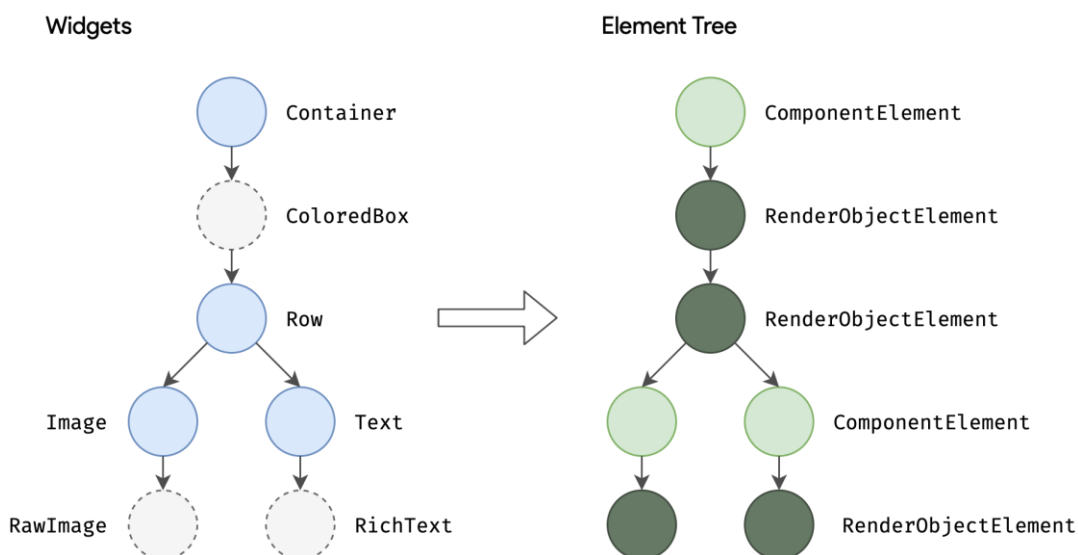 Widgets
Element Tree
Container
ComponentElement
ColoredBox
RenderObjectElement
Row
RenderObjectElement
Image
Text
ComponentElement
RawImage
RichText
RenderObjectElement